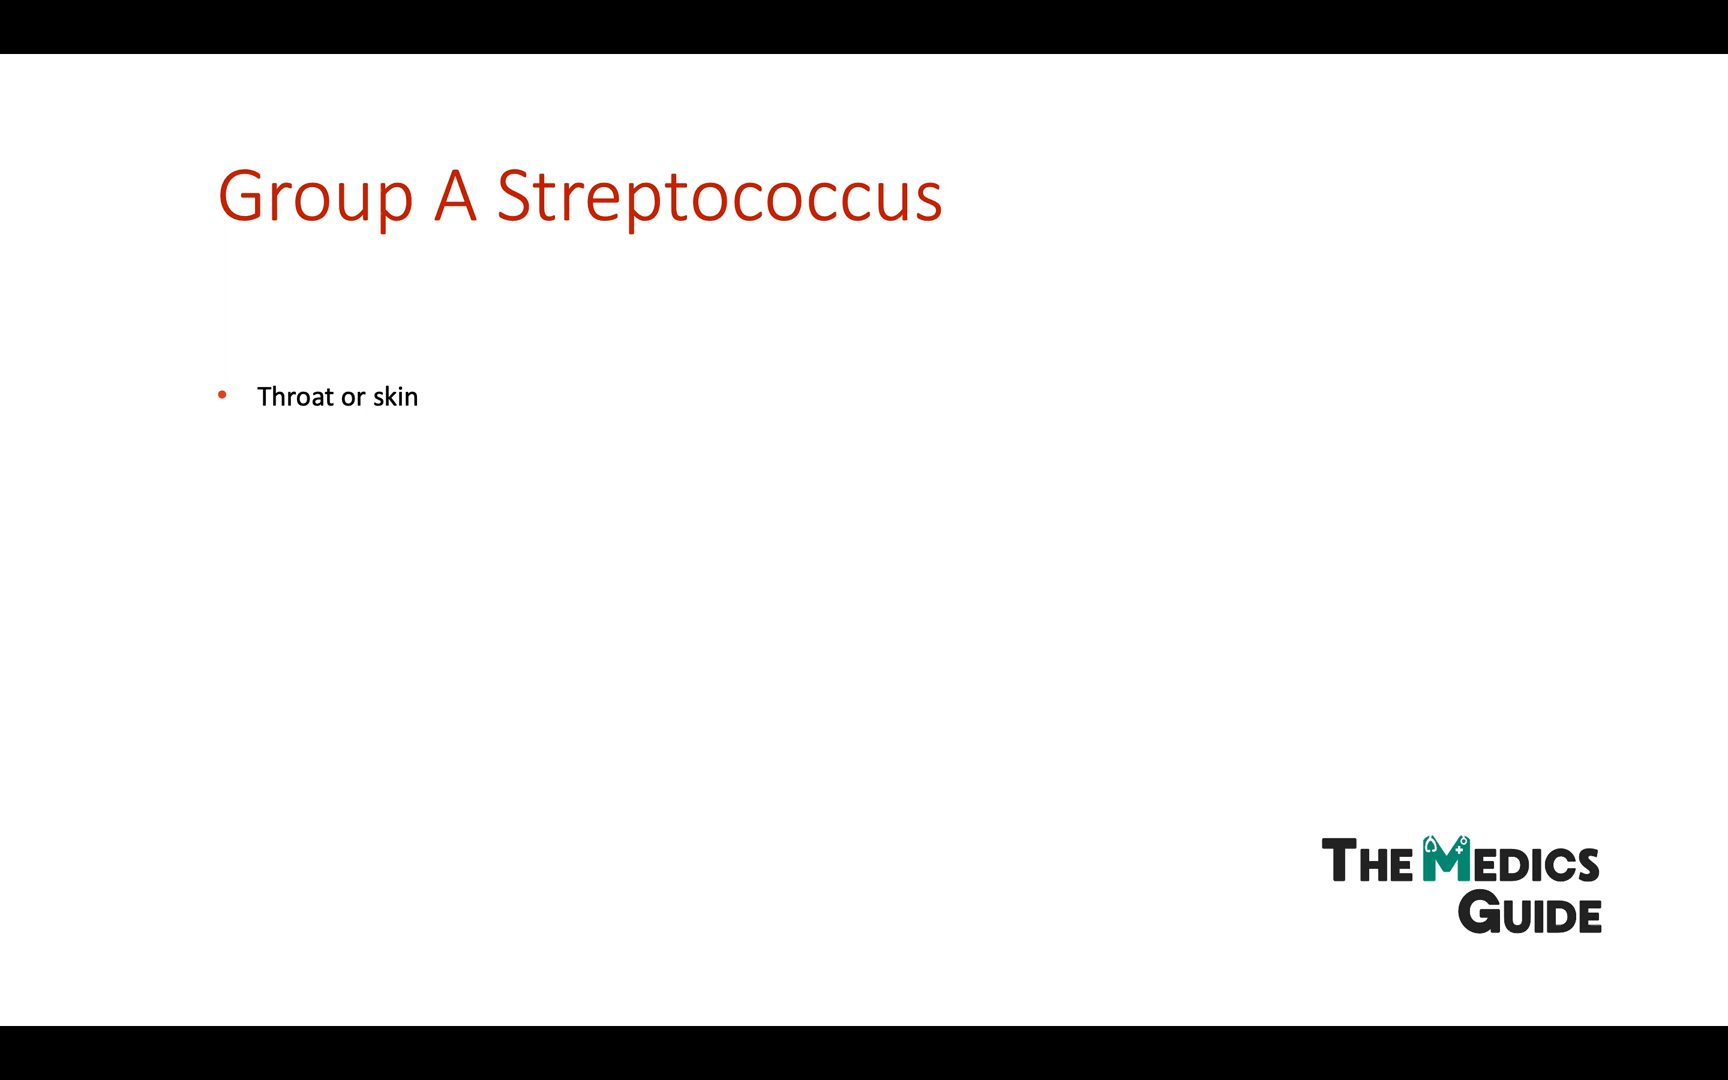 Group A Streptococcus
• Throat or skin
THE MEDICS
GUIDE